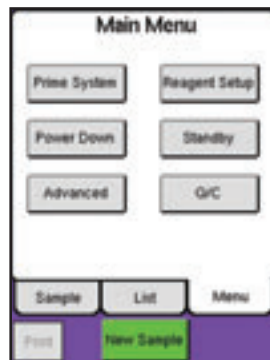 Main Menu
Prime System Reagent Setup
Power Down Standby
Advanced G/C
Sample List Menu
Print New Sample